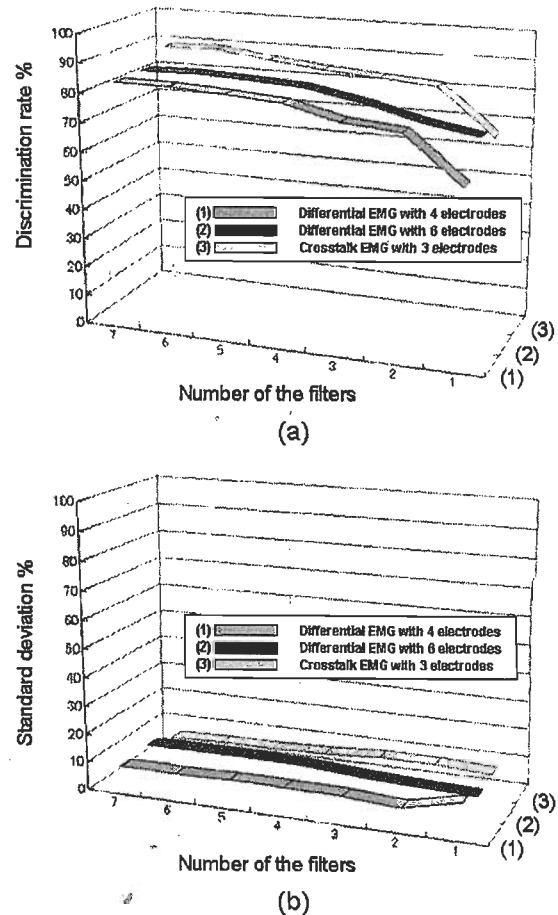 100
90
80
70
60
50
40
30
20
10
0
Discrimination rate %
(1) Differential EMG with 4 electrodes
(2) Differential EMG with 6 electrodes
(3) Crosstalk EMG with 3 electrodes
7 6 5 4 3 2 1
(3)
(2)
(1)
Number of the filters
(a)
100
90
80
70
60
50
40
30
20
10
0
Standard deviation %
(1) Differential EMG with 4 electrodes
(2) Differential EMG with 6 electrodes
(3) Crosstalk EMG with 3 electrodes
7 6 5 4 3 2 1
(3)
(2)
(1)
Number of the filters
(b)